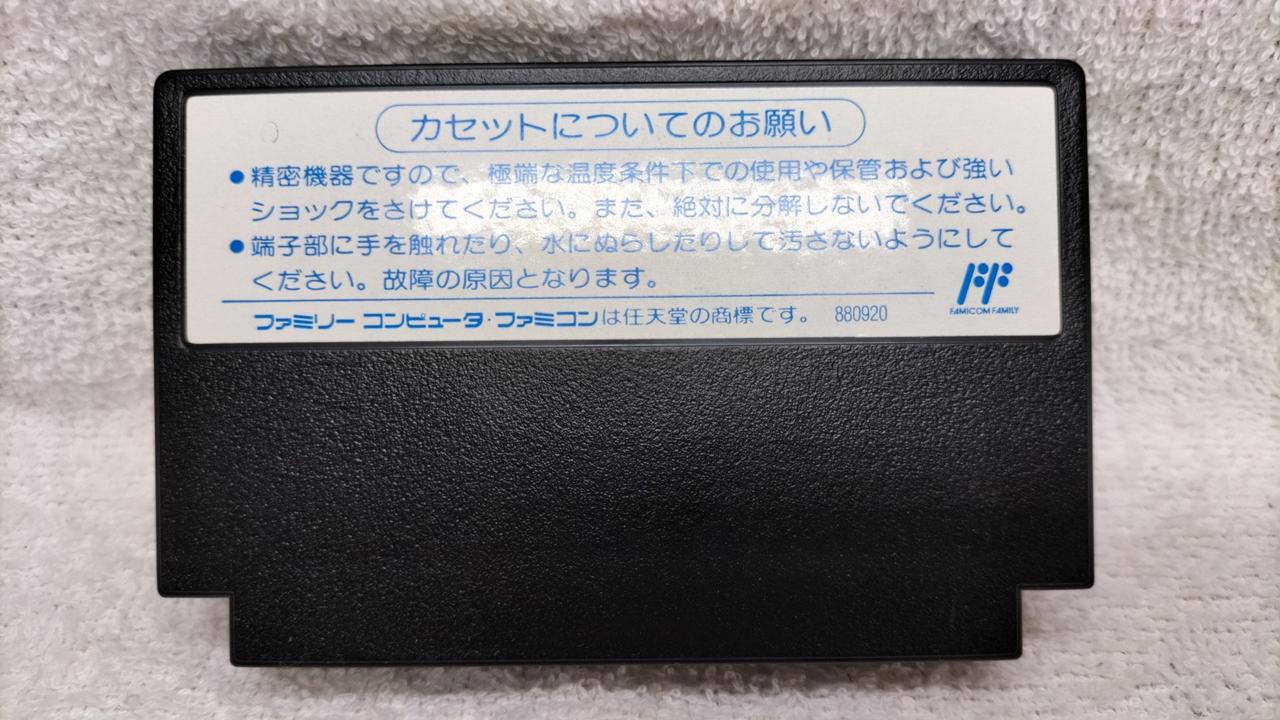 カセットについてのお願い
●精密機器ですので、極端な温度条件下での使用や保管および強い
ショックをさけてください。また、絶対に分解しないでください。
●端子部に手を触れたり、水にぬらしたりして汚さないようにして
ください。故障の原因となります。
ファミリー コンピュータ・ファミコンは任天堂の商標です。 880920
FAMICOM FAMILY